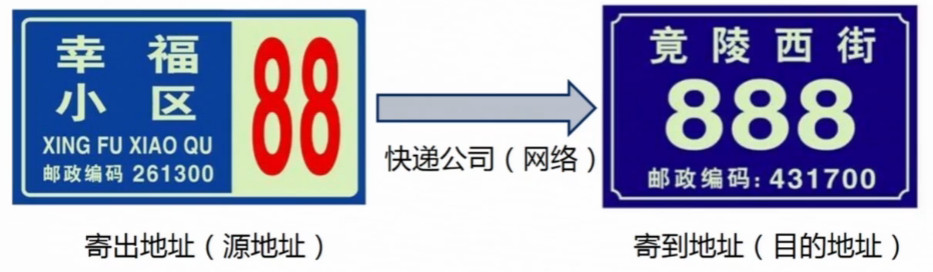 幸福
小区
XING FU XIAO QU
邮政编码 261300
88
快递公司（网络）
竟陵西街
888
邮政编码：431700
寄出地址（源地址）
寄到地址（目的地址）